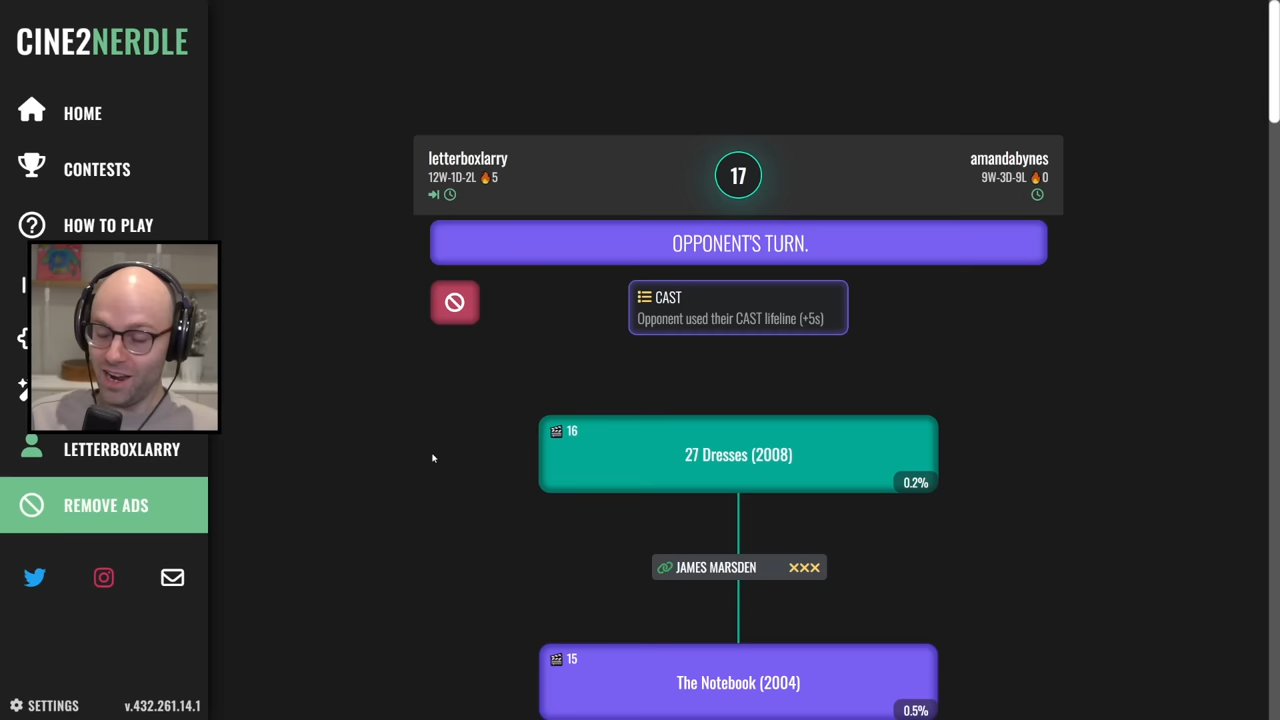 CINE2NERDLE
HOME
CONTESTS
HOW TO PLAY
LETTERBOXLARRY
REMOVE ADS
SETTINGS
v.432.261.14.1
letterboxlarry
12W-1D-2L 🔥5
17
amandabynes
9W-3D-9L 🔥0
OPPONENT'S TURN.
CAST
Opponent used their CAST lifeline (+5s)
16
27 Dresses (2008)
0.2%
JAMES MARSDEN XXX
15
The Notebook (2004)
0.5%